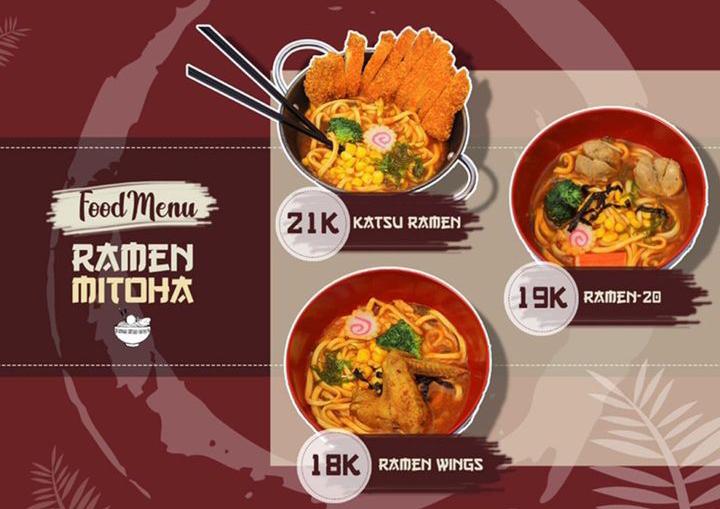 Food Menu
RAMEN
MITOHA
21K KATSU RAMEN
19K RAMEN-20
18K RAMEN WINGS